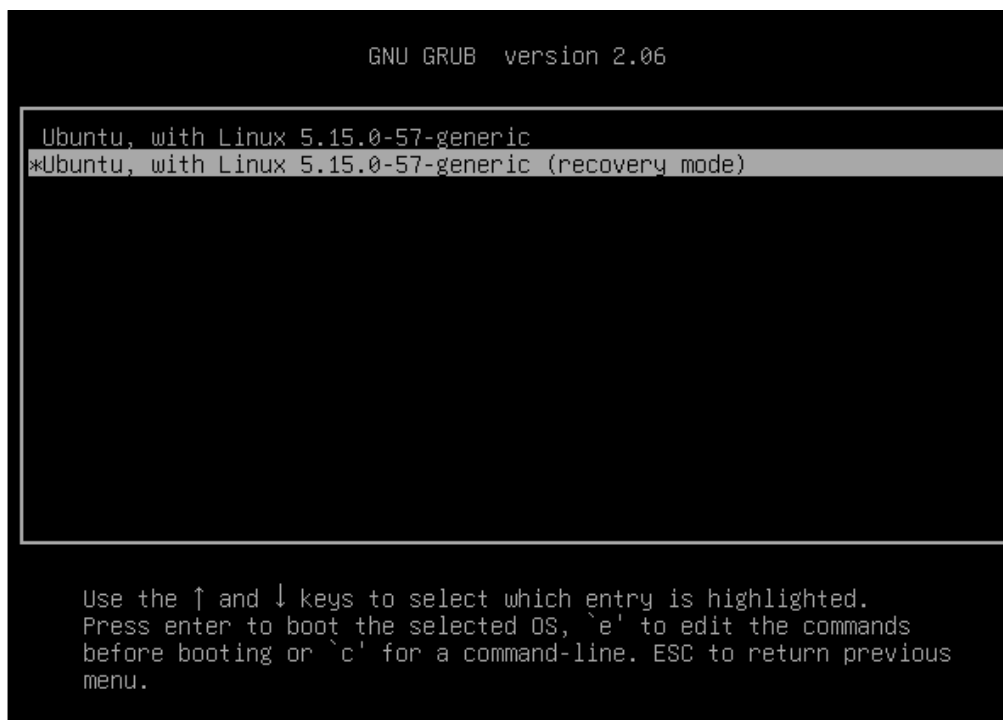 GNU GRUB  version 2.06
Ubuntu, with Linux 5.15.0-57-generic
*Ubuntu, with Linux 5.15.0-57-generic (recovery mode)
Use the ↑ and ↓ keys to select which entry is highlighted.
Press enter to boot the selected OS, `e' to edit the commands
before booting or `c' for a command-line. ESC to return previous
menu.